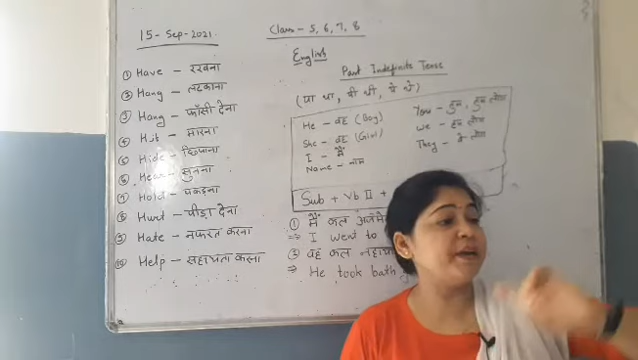 15-Sep-2021
Class - 5, 6, 7, 8
English
① Have - रखना
② Hang - लटकाना
③ Hang - फाँसी देना
④ Hit - मारना
⑤ Hide - छिपाना
⑥ Hear - सुनना
⑦ Hold - पकड़ना
⑧ Hurt - पीड़ा देना
⑨ Hate - नफरत करना
⑩ Help - सहायता करना
Past Indefinite Tense
He - वह (Boy)
She - वह (Girl)
I - मैं
Name - नाम
You - तुम, तुम लोग
We - हम लोग
They - वे लोग
Sub + Vb II +
① मैं कल
⇒ I went to
② वह कल
⇒ He took bath